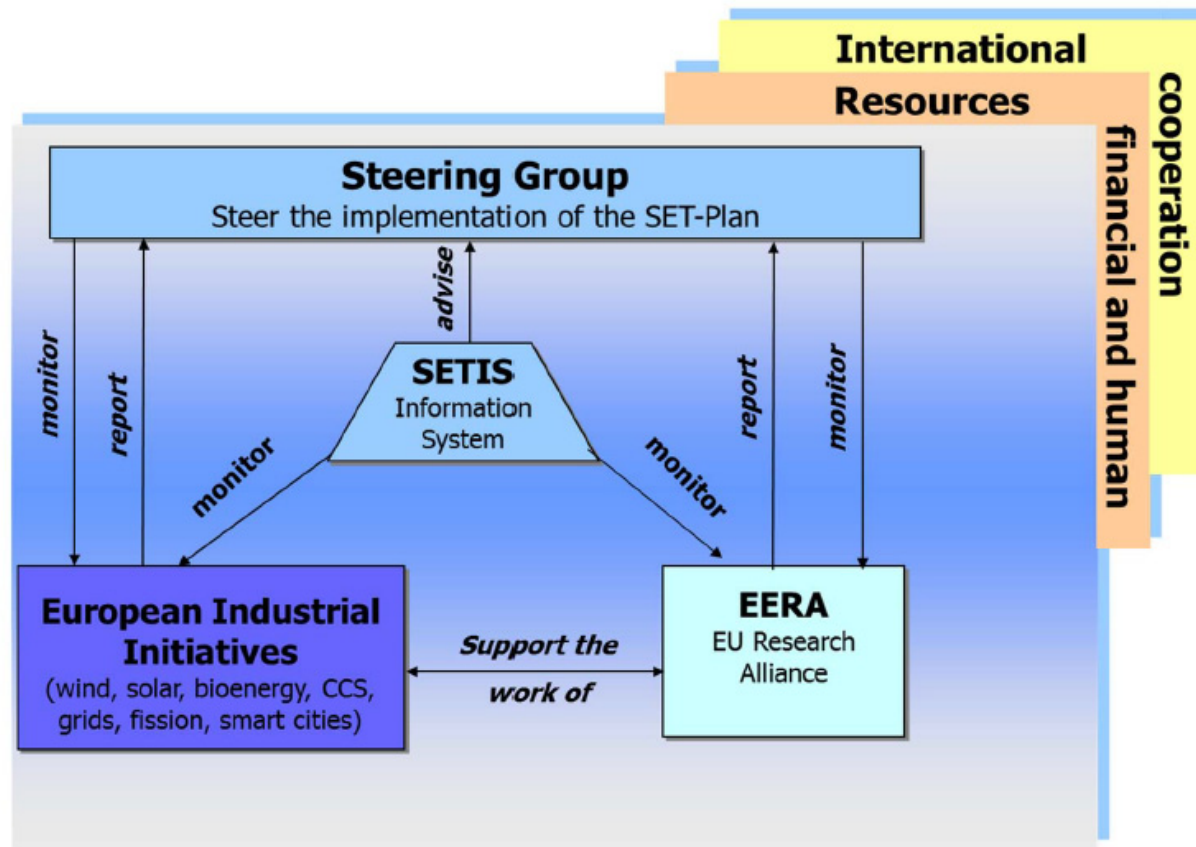 International
cooperation
Resources
financial and human
Steering Group
Steer the implementation of the SET-Plan
monitor
report
advise
report
monitor
SETIS
Information
System
monitor
monitor
European Industrial
Initiatives
(wind, solar, bioenergy, CCS,
grids, fission, smart cities)
Support the
work of
EERA
EU Research
Alliance